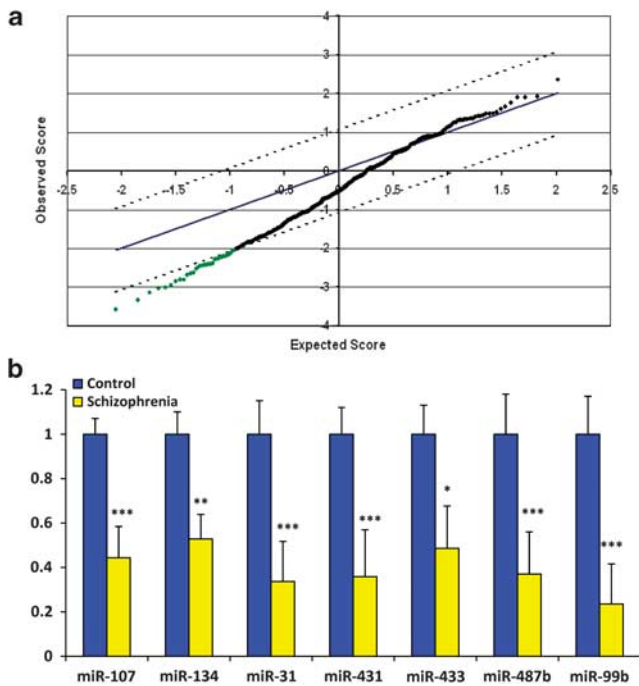 a
4
3
2
1
0
-2.5 -2 -1.5 -1 -0.5 0 0.5 1 1.5 2 2.5
-1
-2
-3
-4
Observed Score
Expected Score
b
1.2
1
0.8
0.6
0.4
0.2
0
Control
Schizophrenia
*** ** *** *** * *** ***
miR-107 miR-134 miR-31 miR-431 miR-433 miR-487b miR-99b